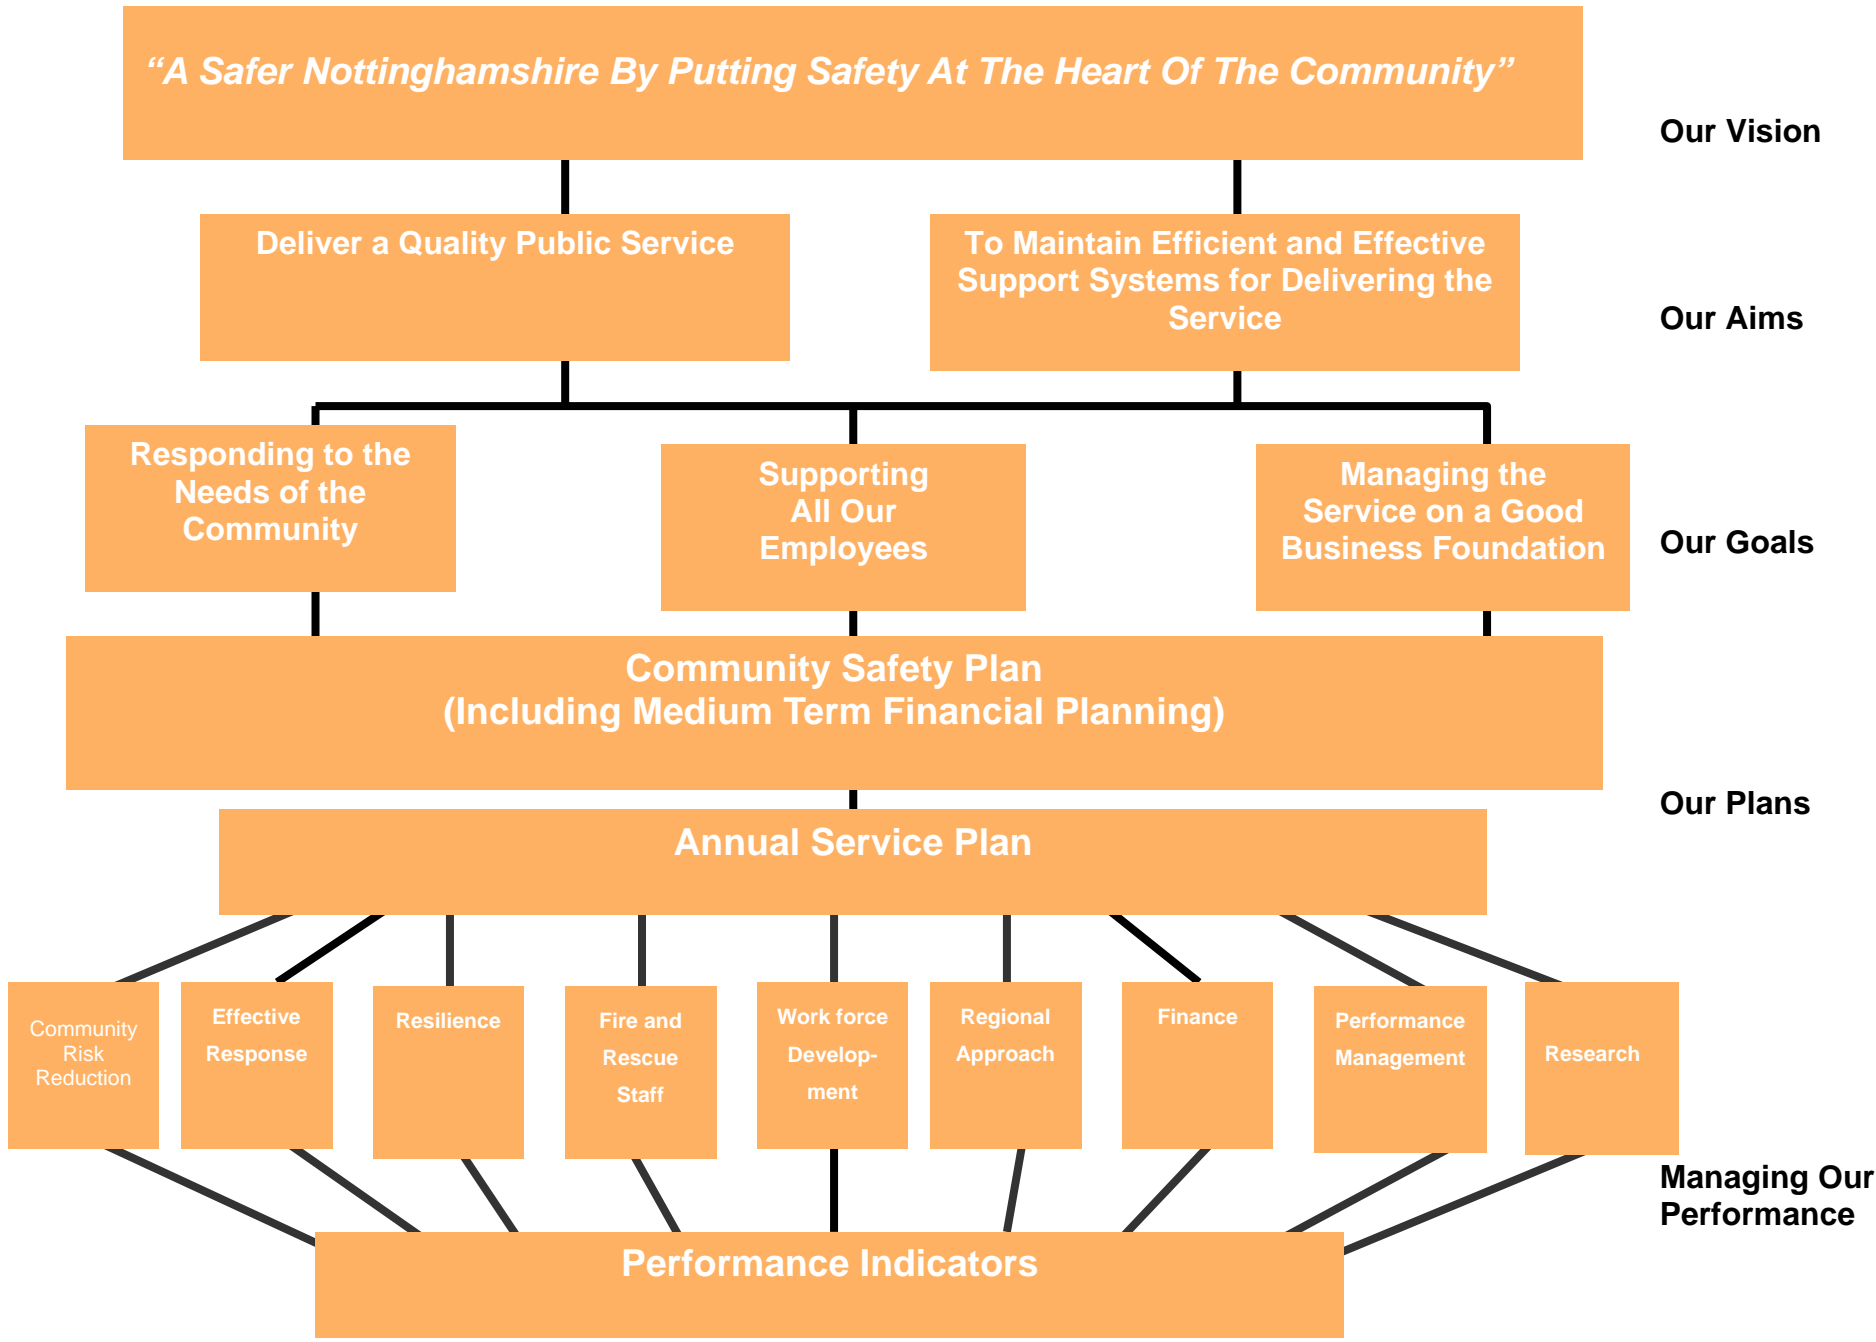 “A Safer Nottinghamshire By Putting Safety At The Heart Of The Community”
Our Vision
Deliver a Quality Public Service
To Maintain Efficient and Effective
Support Systems for Delivering the
Service
Our Aims
Responding to the
Needs of the
Community
Supporting
All Our
Employees
Managing the
Service on a Good
Business Foundation
Our Goals
Community Safety Plan
(Including Medium Term Financial Planning)
Our Plans
Annual Service Plan
Community
Risk
Reduction
Effective
Response
Resilience
Fire and
Rescue
Staff
Work force
Develop-
ment
Regional
Approach
Finance
Performance
Management
Research
Managing Our
Performance
Performance Indicators